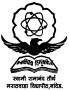 स्वामी रामानंद तीर्थ
मराठवाडा विद्यापीठ, नांदेड.